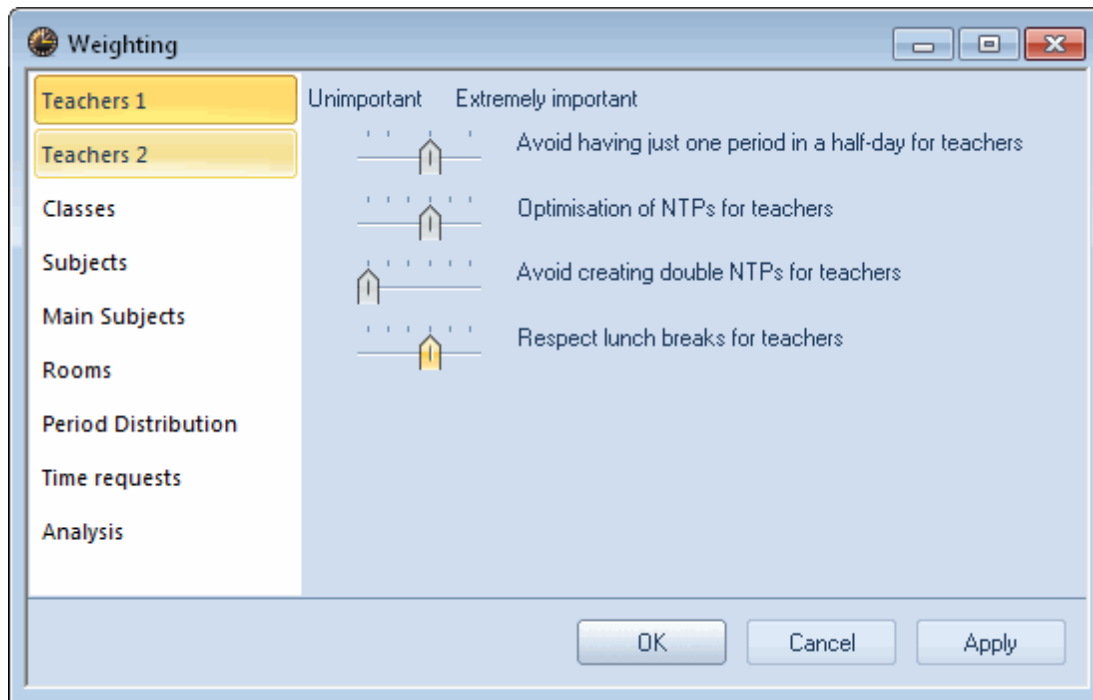 Weighting
Teachers 1
Teachers 2
Classes
Subjects
Main Subjects
Rooms
Period Distribution
Time requests
Analysis
Unimportant Extremely important
Avoid having just one period in a half-day for teachers
Optimisation of NTPs for teachers
Avoid creating double NTPs for teachers
Respect lunch breaks for teachers
OK Cancel Apply